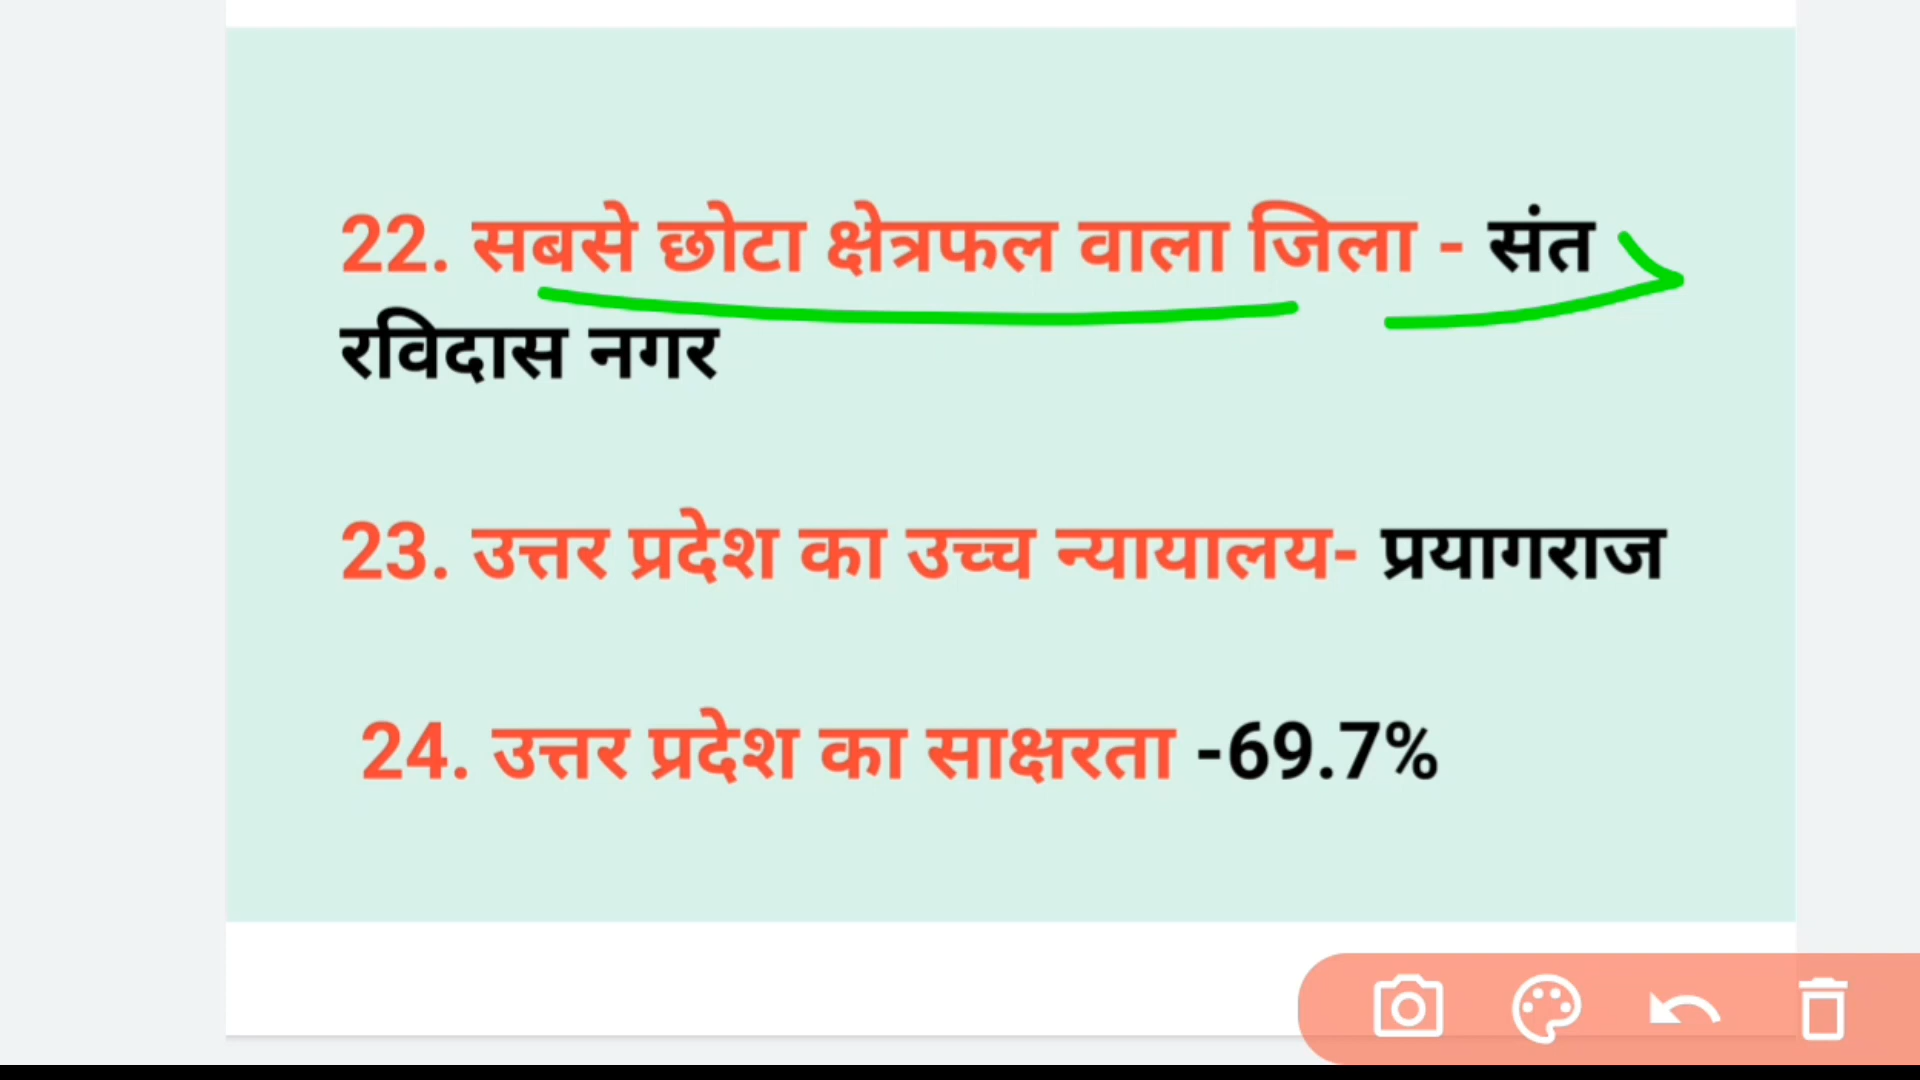 22. सबसे छोटा क्षेत्रफल वाला जिला - संत
रविदास नगर
23. उत्तर प्रदेश का उच्च न्यायालय- प्रयागराज
24. उत्तर प्रदेश का साक्षरता -69.7%